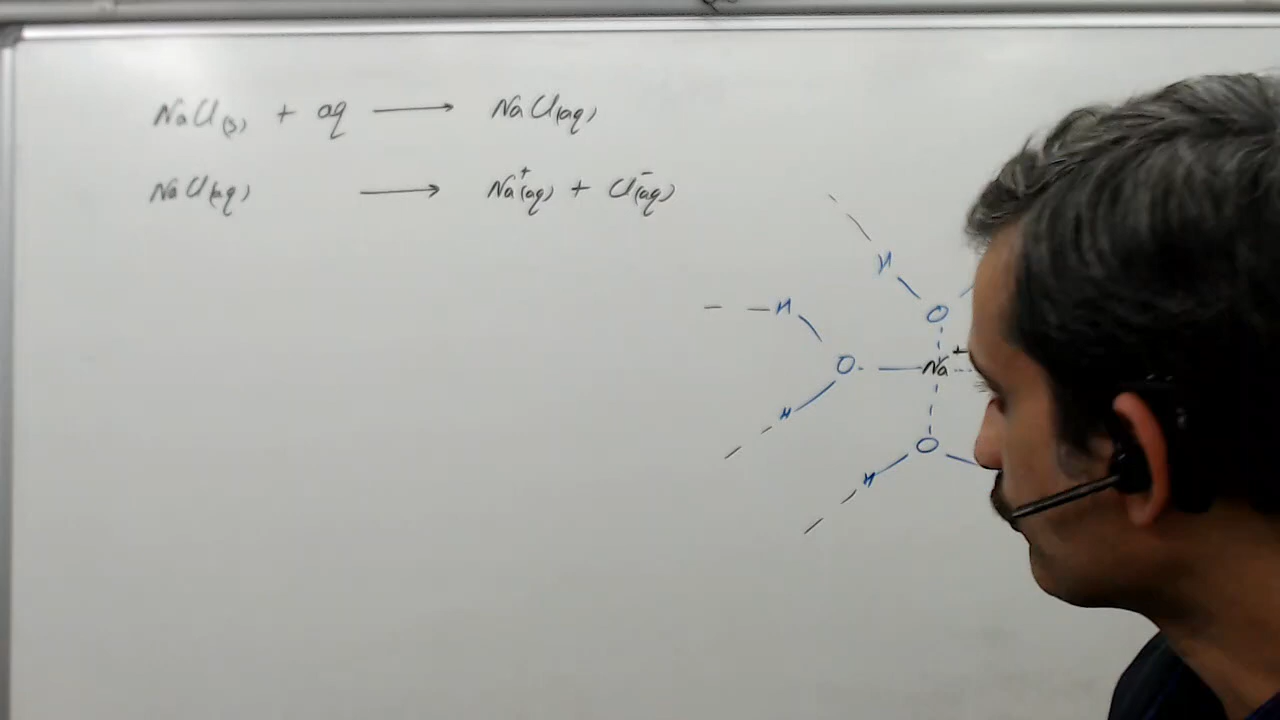 NaCl(s) + aq ⟶ NaCl(aq)
NaCl(aq) ⟶ Na⁺(aq) + Cl⁻(aq)
H
H O
O Na⁺
H O
H